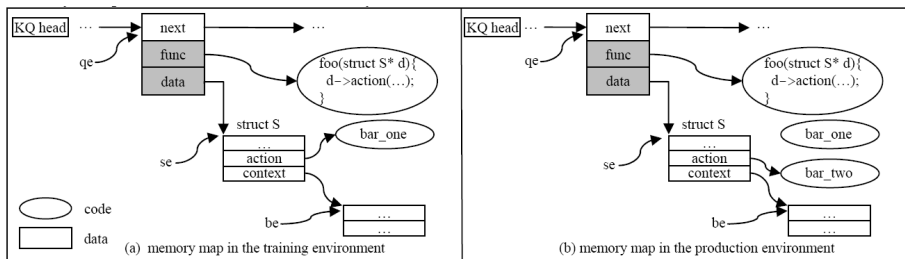 KQ head
…
next
…
qe
func
data
foo(struct S* d){
d->action(…);
}
struct S
…
action
context
bar_one
se
be
…
…
code
data
(a) memory map in the training environment
KQ head
…
next
…
qe
func
data
foo(struct S* d){
d->action(…);
}
struct S
…
action
context
bar_one
bar_two
se
be
…
…
(b) memory map in the production environment